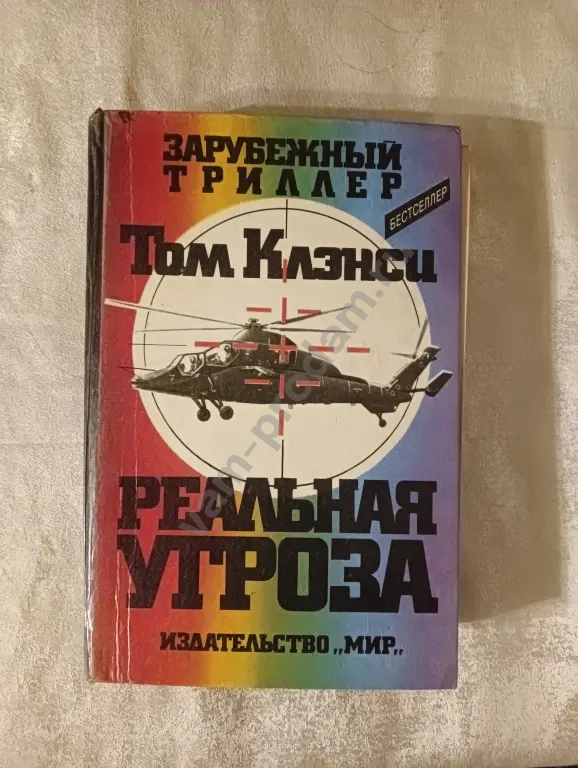 ЗАРУБЕЖНЫЙ
ТРИЛЛЕР
БЕСТСЕЛЛЕР
Том Клэнси
РЕАЛЬНАЯ
УГРОЗА
ИЗДАТЕЛЬСТВО „МИР„